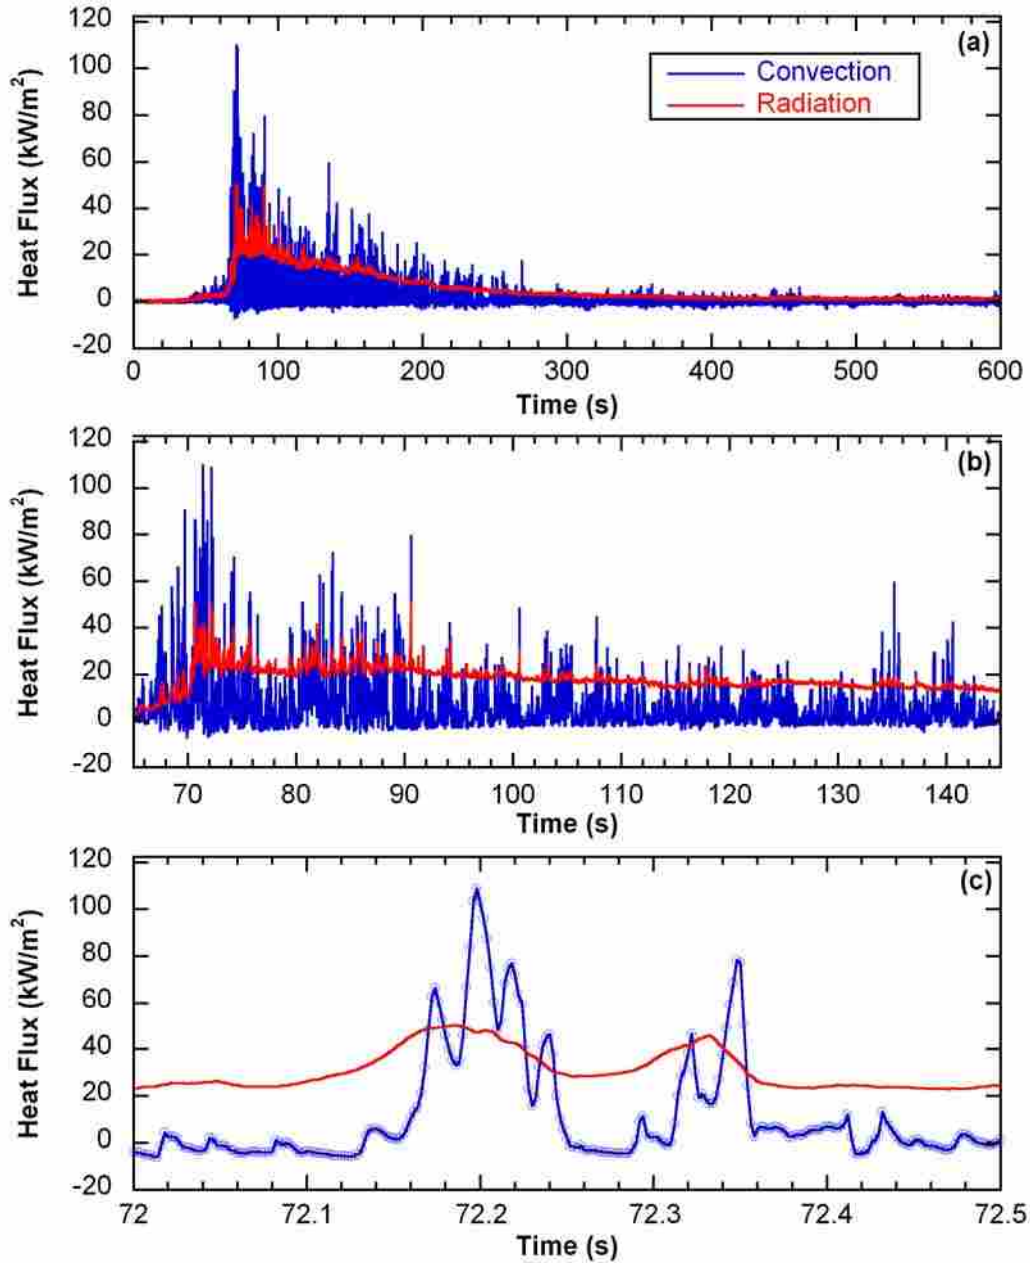 120
100
80
60
40
20
0
-20
Heat Flux (kW/m²)
(a)
Convection
Radiation
0 100 200 300 400 500 600
Time (s)
120
100
80
60
40
20
0
-20
Heat Flux (kW/m²)
(b)
70 80 90 100 110 120 130 140
Time (s)
120
100
80
60
40
20
0
-20
Heat Flux (kW/m²)
(c)
72 72.1 72.2 72.3 72.4 72.5
Time (s)